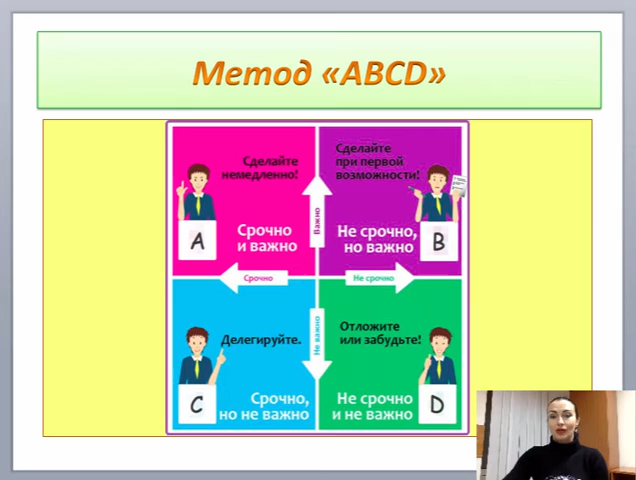 Метод «ABCD»
Сделайте
немедленно!
A
Срочно
и важно
Сделайте
при первой
возможности!
Не срочно,
но важно
B
Важно
Срочно
Не срочно
Не важно
Делегируйте.
C
Срочно,
но не важно
Отложите
или забудьте!
Не срочно
и не важно
D